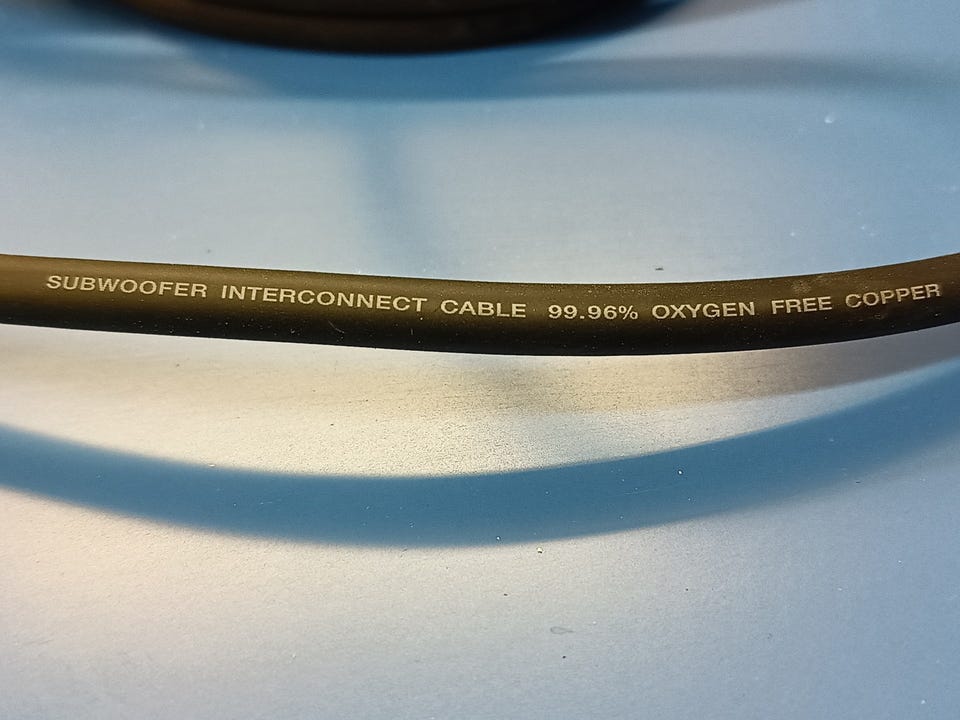 SUBWOOFER INTERCONNECT CABLE 99.96% OXYGEN FREE COPPER